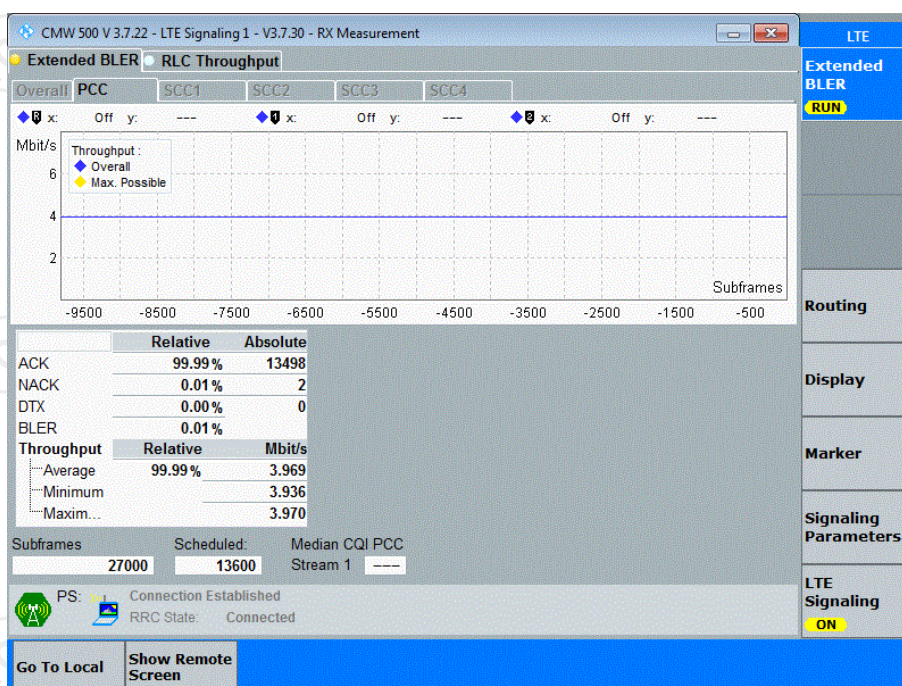 CMW 500 V 3.7.22 - LTE Signaling 1 - V3.7.30 - RX Measurement
LTE
Extended BLER RLC Throughput
Extended BLER
RUN
Overall PCC SCC1 SCC2 SCC3 SCC4
R x: Off y: --- 1 x: Off y: --- 2 x: Off y: ---
Mbit/s
Throughput :
Overall
Max. Possible
6
4
2
Subframes
-9500 -8500 -7500 -6500 -5500 -4500 -3500 -2500 -1500 -500
Relative Absolute
ACK 99.99 % 13498
NACK 0.01 % 2
DTX 0.00 % 0
BLER 0.01 %
Throughput Relative Mbit/s
Average 99.99 % 3.969
Minimum 3.936
Maxim... 3.970
Subframes Scheduled: Median CQI PCC
27000 13600 Stream 1 ---
PS: Connection Established
RRC State: Connected
Routing
Display
Marker
Signaling
Parameters
LTE
Signaling
ON
Go To Local
Show Remote
Screen